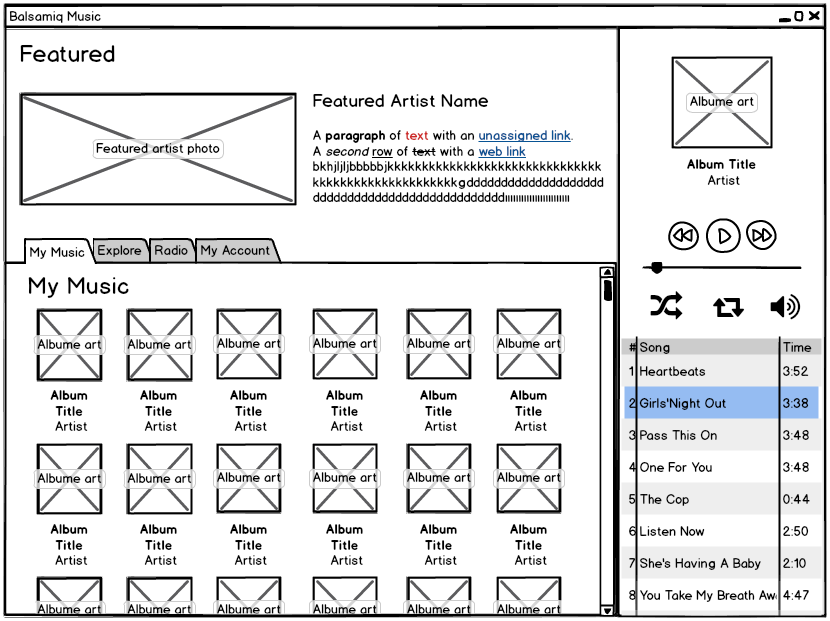 Balsamiq Music
Featured
Featured artist photo
Featured Artist Name
A paragraph of text with an unassigned link.
A second row of text with a web link
My Music
Explore
Radio
My Account
My Music
Albume art Albume art Albume art Albume art Albume art Albume art
Album Album Album Album Album Album
Title Title Title Title Title Title
Artist Artist Artist Artist Artist Artist
Albume art Albume art Albume art Albume art Albume art Albume art
Album Album Album Album Album Album
Title Title Title Title Title Title
Artist Artist Artist Artist Artist Artist
Albume art Albume art Albume art Albume art Albume art Albume art
Albume art
Album Title
Artist
# Song Time
1 Heartbeats 3:52
2 Girls'Night Out 3:38
3 Pass This On 3:48
4 One For You 3:48
5 The Cop 0:44
6 Listen Now 2:50
7 She's Having A Baby 2:10
8 You Take My Breath Aw 4:47